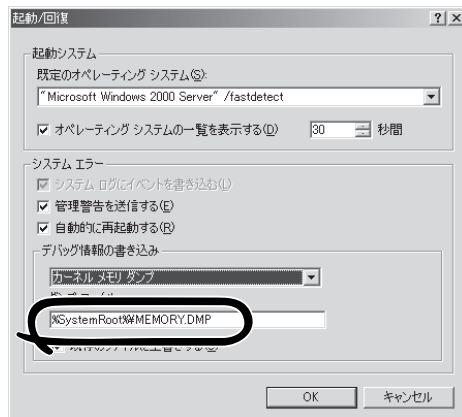 起動/回復
起動システム
既定のオペレーティング システム(S):
"Microsoft Windows 2000 Server" /fastdetect
オペレーティング システムの一覧を表示する(D) 30 秒間
システム エラー
システム ログにイベントを書き込む(L)
管理警告を送信する(E)
自動的に再起動する(R)
デバッグ情報の書き込み
カーネル メモリ ダンプ
%SystemRoot%¥MEMORY.DMP
OK キャンセル